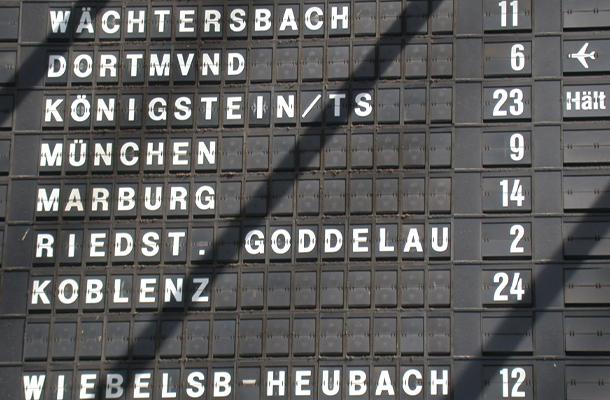 WÄCHTERSBACH 11
DORTMVND 6
KÖNIGSTEIN/TS 23 Hält
MÜNCHEN 9
MARBURG 14
RIEDST. GODDELAU 2
KOBLENZ 24
WIEBELSB-HEUBACH 12